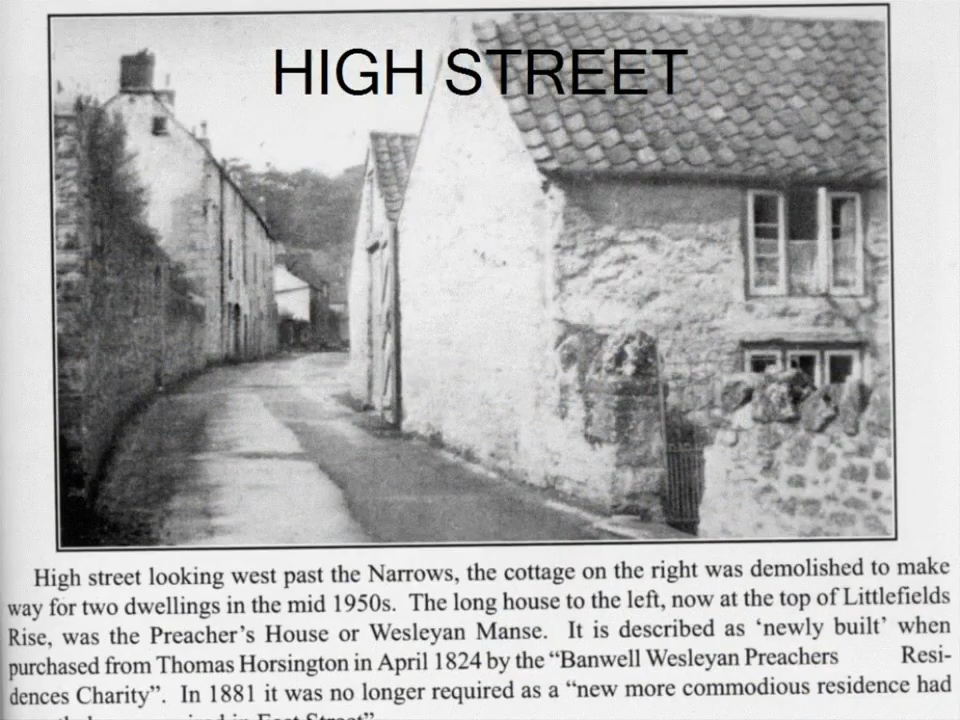 HIGH STREET
High street looking west past the Narrows, the cottage on the right was demolished to make
way for two dwellings in the mid 1950s. The long house to the left, now at the top of Littlefields
Rise, was the Preacher's House or Wesleyan Manse. It is described as 'newly built' when
purchased from Thomas Horsington in April 1824 by the "Banwell Wesleyan Preachers Resi-
dences Charity". In 1881 it was no longer required as a "new more commodious residence had
in East Street"